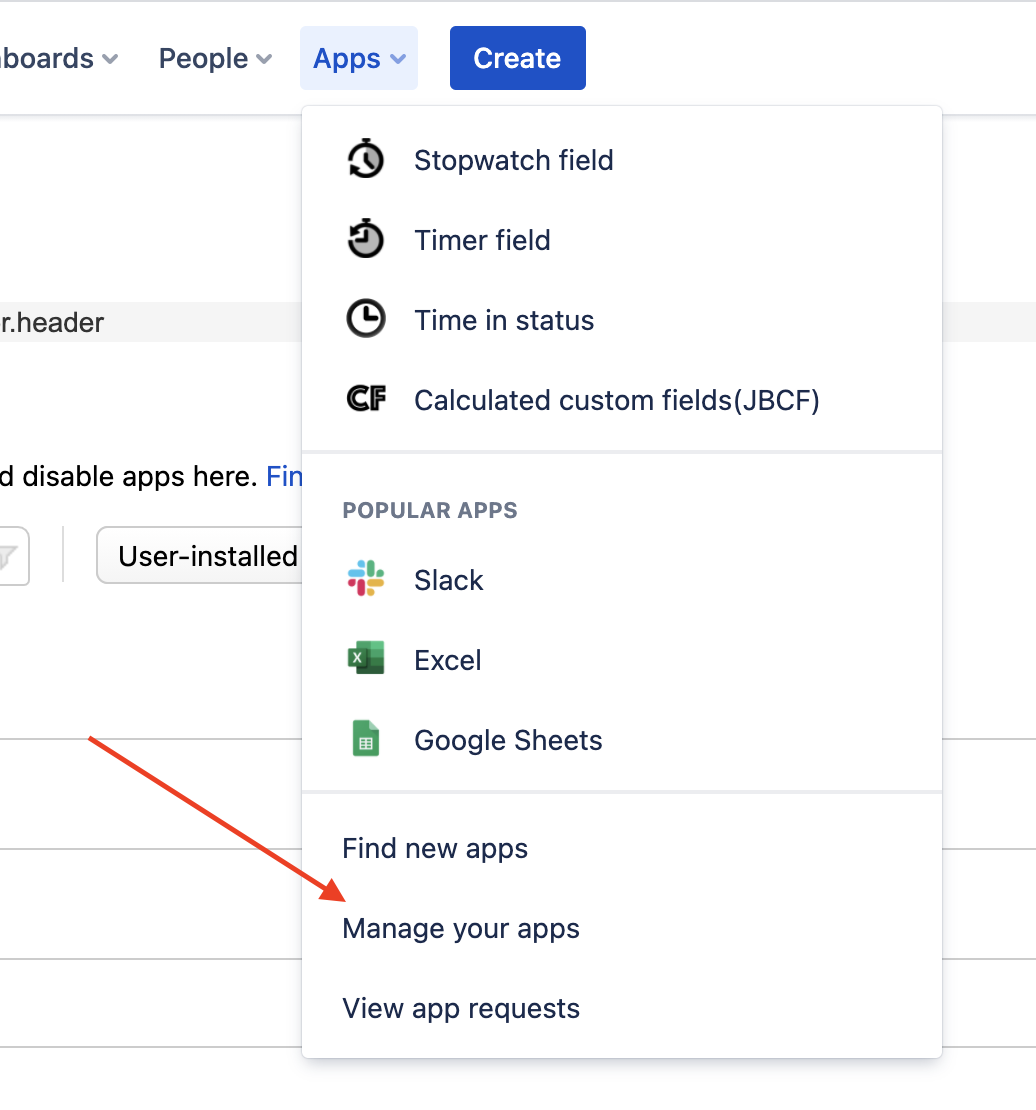 boards People Apps Create
Stopwatch field
Timer field
r.header
Time in status
CF Calculated custom fields(JBCF)
d disable apps here. Fin
POPULAR APPS
User-installed
Slack
X Excel
Google Sheets
Find new apps
Manage your apps
View app requests